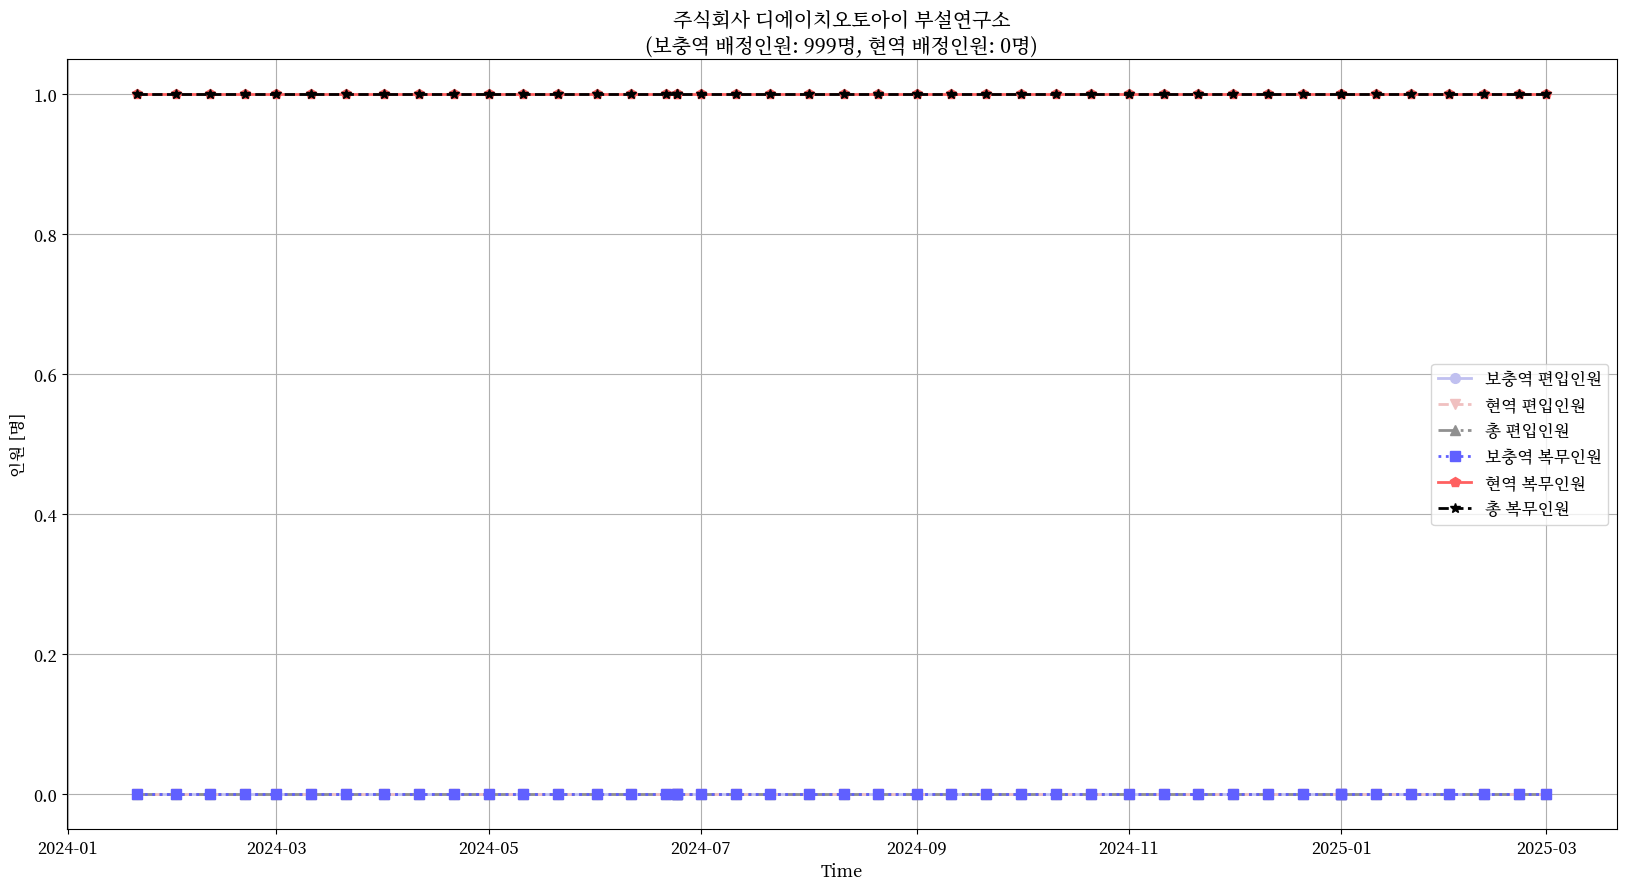 주식회사 디에이치오토아이 부설연구소
(보충역 배정인원: 999명, 현역 배정인원: 0명)
1.0
0.8
0.6
0.4
0.2
0.0
인원 [명]
보충역 편입인원
현역 편입인원
총 편입인원
보충역 복무인원
현역 복무인원
총 복무인원
2024-01 2024-03 2024-05 2024-07 2024-09 2024-11 2025-01 2025-03
Time